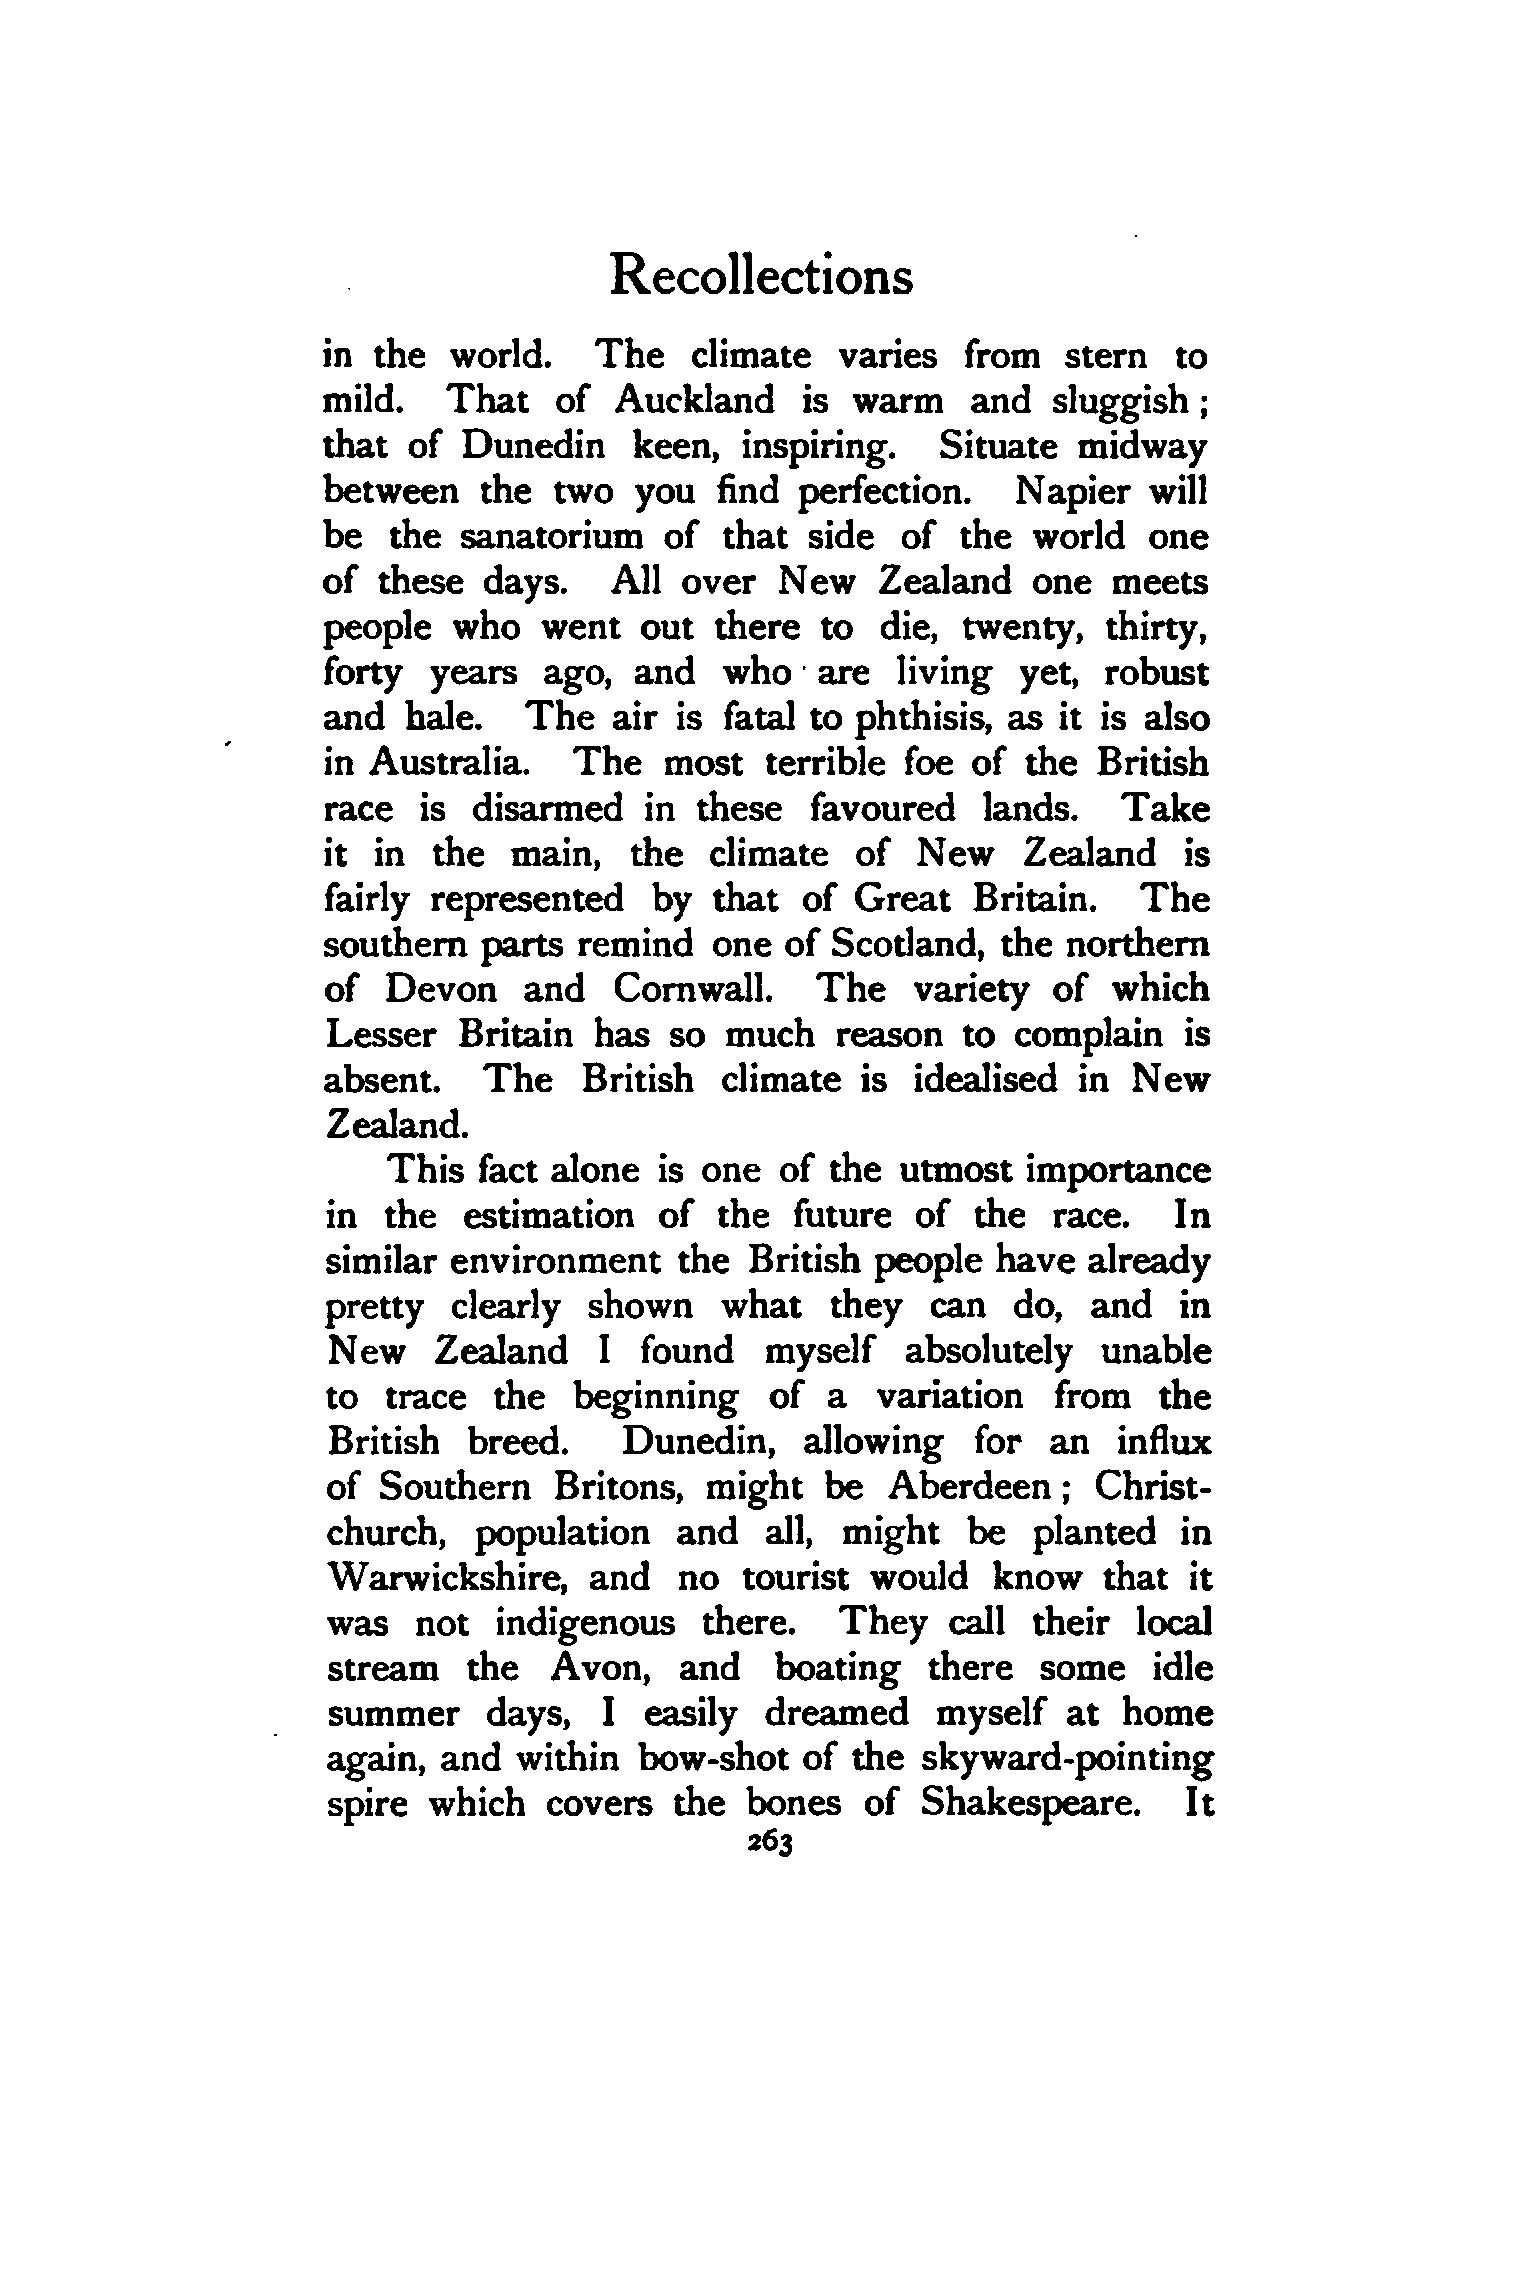 Recollections
in the world. The climate varies from stern to
mild. That of Auckland is warm and sluggish ;
that of Dunedin keen, inspiring. Situate midway
between the two you find perfection. Napier will
be the sanatorium of that side of the world one
of these days. All over New Zealand one meets
people who went out there to die, twenty, thirty,
forty years ago, and who are living yet, robust
and hale. The air is fatal to phthisis, as it is also
in Australia. The most terrible foe of the British
race is disarmed in these favoured lands. Take
it in the main, the climate of New Zealand is
fairly represented by that of Great Britain. The
southern parts remind one of Scotland, the northern
of Devon and Cornwall. The variety of which
Lesser Britain has so much reason to complain is
absent. The British climate is idealised in New
Zealand.
This fact alone is one of the utmost importance
in the estimation of the future of the race. In
similar environment the British people have already
pretty clearly shown what they can do, and in
New Zealand I found myself absolutely unable
to trace the beginning of a variation from the
British breed. Dunedin, allowing for an influx
of Southern Britons, might be Aberdeen ; Christ-
church, population and all, might be planted in
Warwickshire, and no tourist would know that it
was not indigenous there. They call their local
stream the Avon, and boating there some idle
summer days, I easily dreamed myself at home
again, and within bow-shot of the skyward-pointing
spire which covers the bones of Shakespeare. It
263